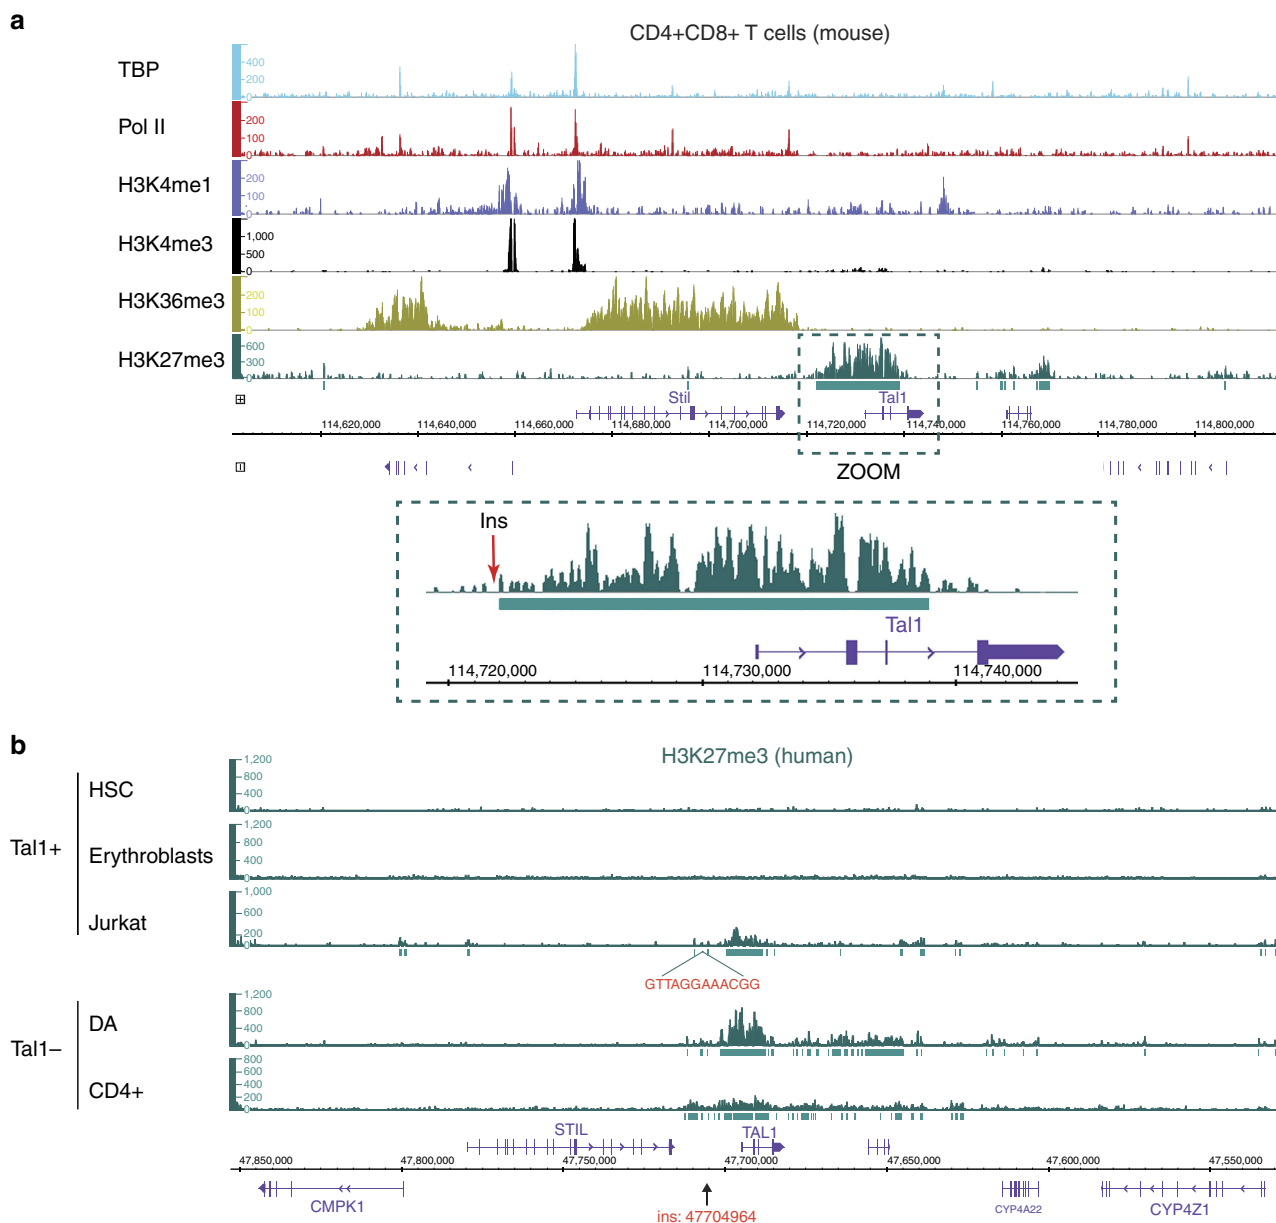 a
CD4+CD8+ T cells (mouse)
TBP
400
200
0
Pol II
200
100
0
H3K4me1
200
100
0
H3K4me3
1,000
500
0
H3K36me3
200
100
0
H3K27me3
600
300
0
Stil
Tal1
114,620,000 114,640,000 114,660,000 114,680,000 114,700,000 114,720,000 114,740,000 114,760,000 114,780,000 114,800,000
ZOOM
Ins
Tal1
114,720,000 114,730,000 114,740,000
b
H3K27me3 (human)
Tal1+
HSC
1,200
800
400
0
Erythroblasts
1,200
800
400
0
Jurkat
1,000
600
200
0
GTTAGGAAACGG
Tal1–
DA
1,200
800
400
0
CD4+
800
600
400
200
0
STIL
TAL1
47,850,000 47,800,000 47,750,000 47,700,000 47,650,000 47,600,000 47,550,000
CMPK1
CYP4A22
CYP4Z1
ins: 47704964